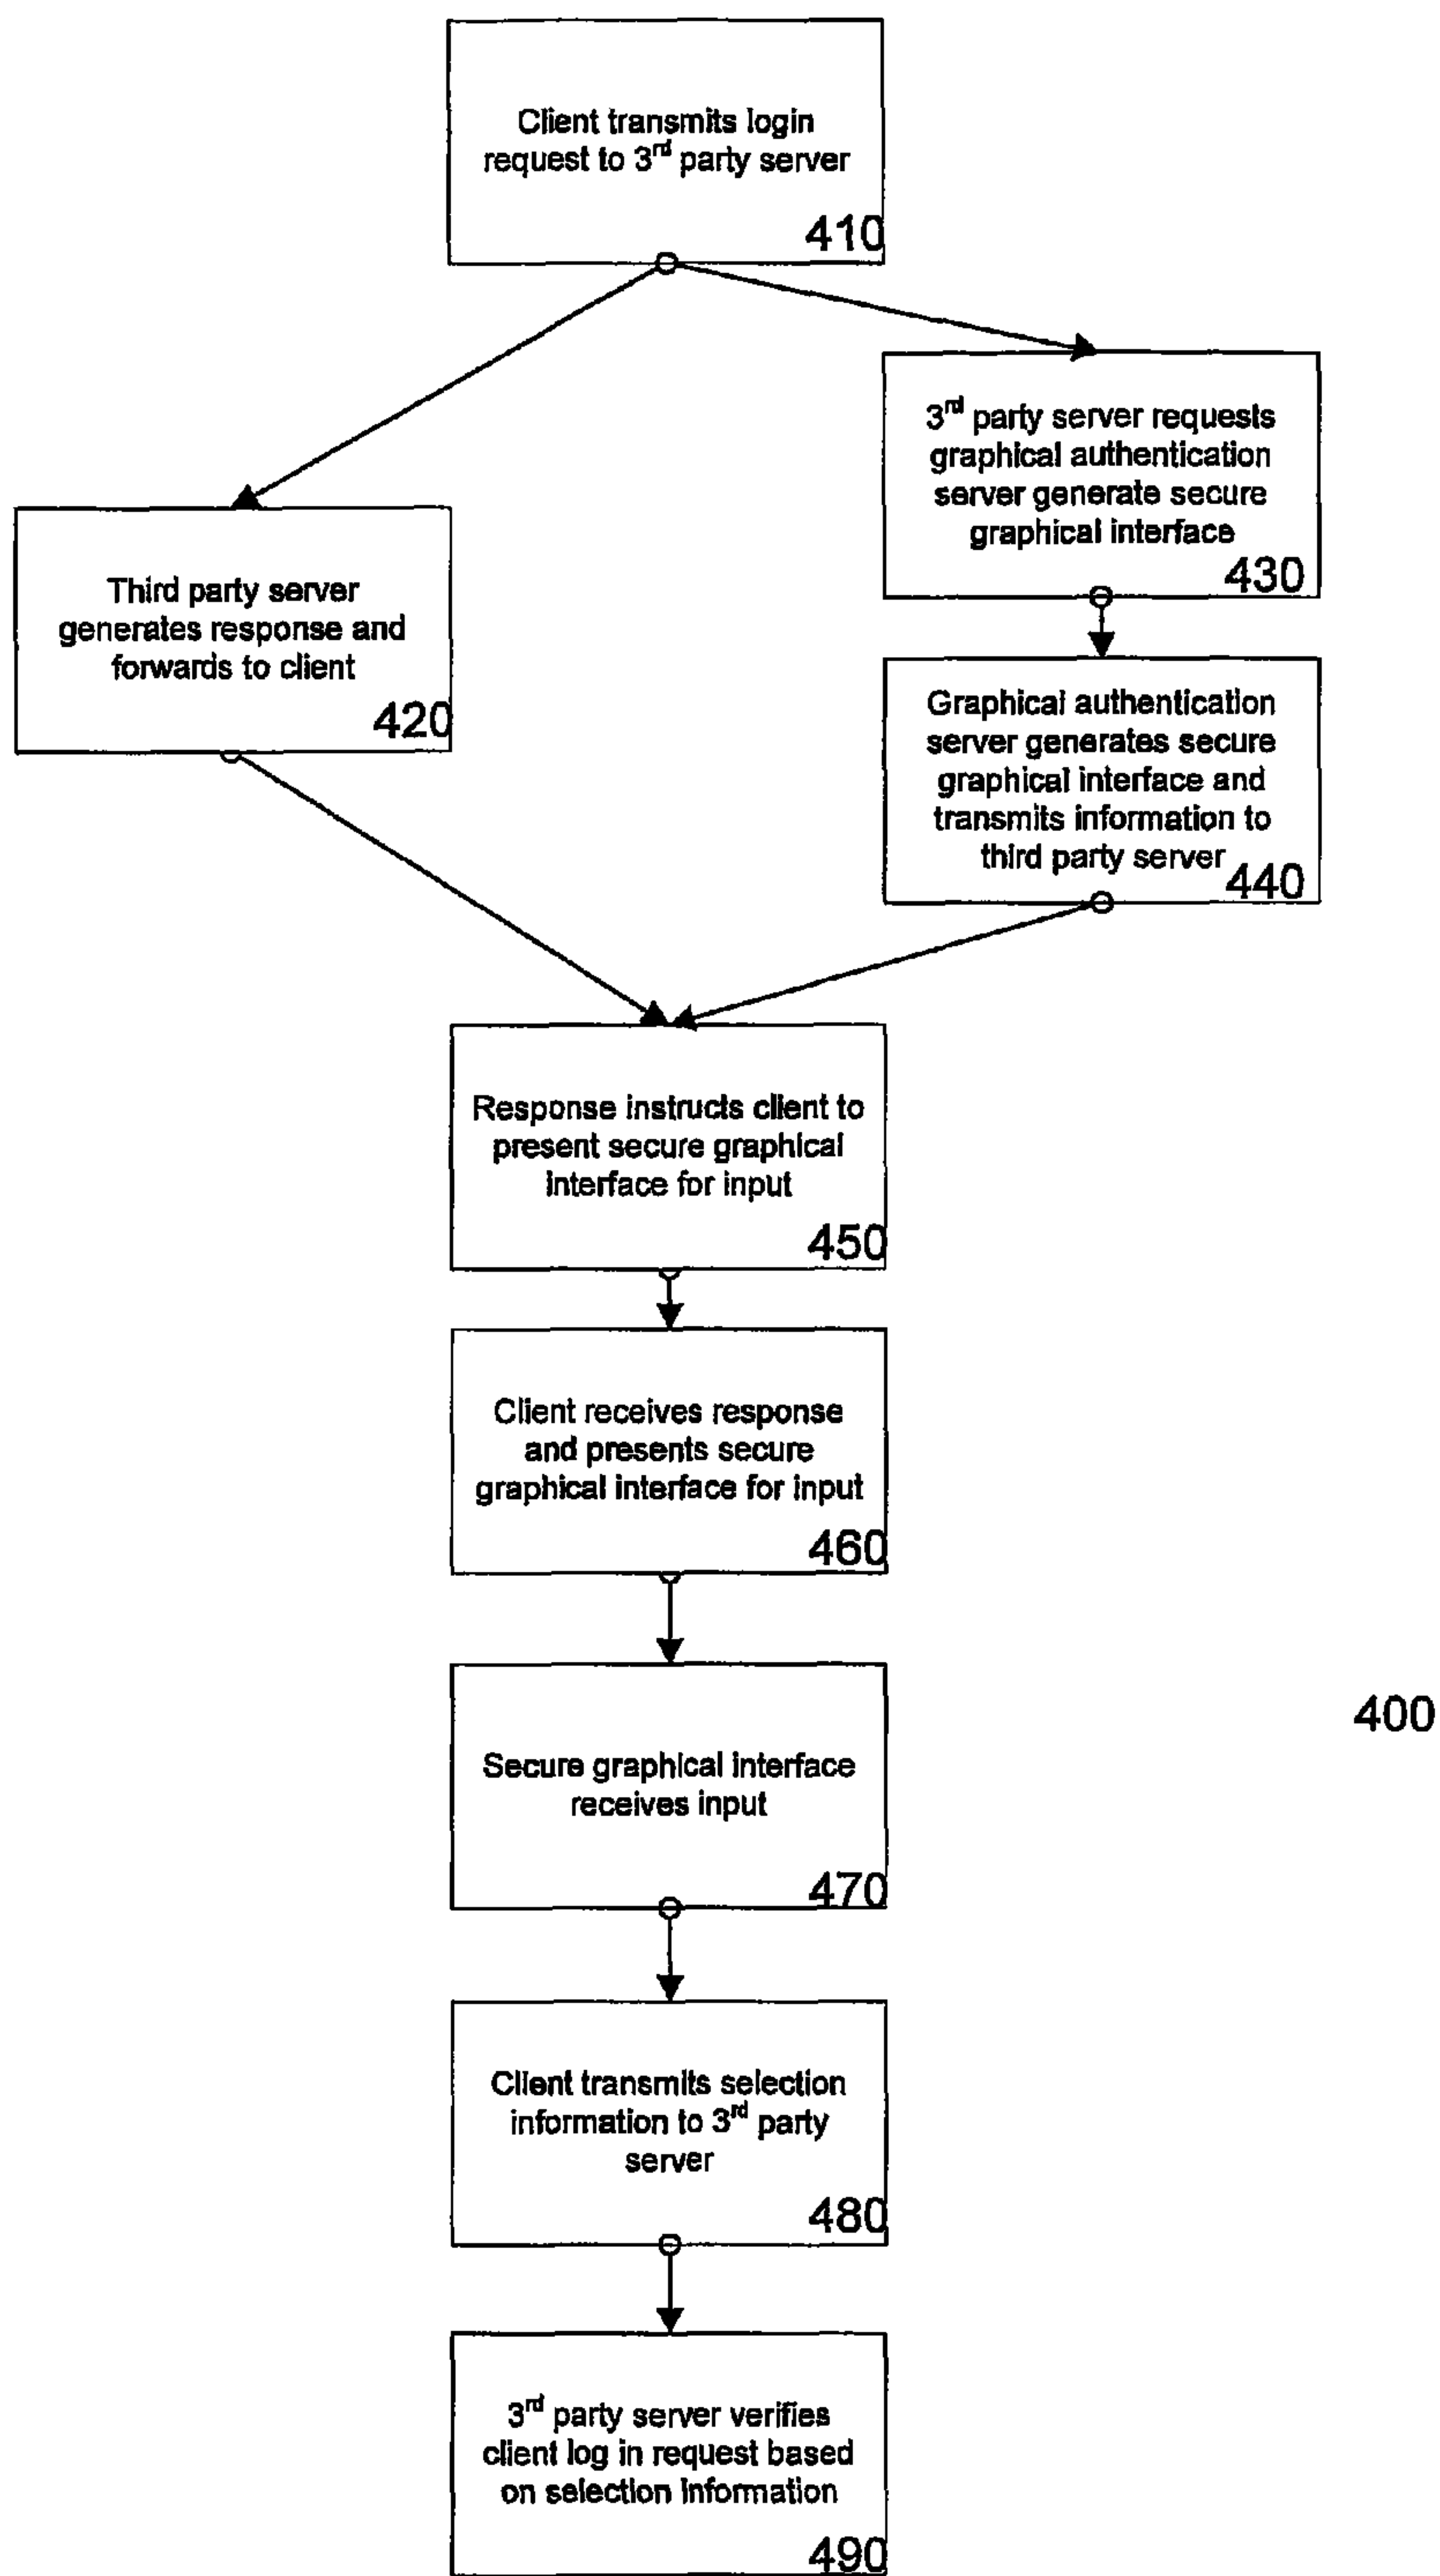 Client transmits login
request to 3rd party server
410
3rd party server requests
graphical authentication
server generate secure
graphical interface
430
Third party server
generates response and
forwards to client
420
Graphical authentication
server generates secure
graphical interface and
transmits information to
third party server
440
Response instructs client to
present secure graphical
interface for input
450
Client receives response
and presents secure
graphical interface for input
460
400
Secure graphical interface
receives input
470
Client transmits selection
information to 3rd party
server
480
3rd party server verifies
client log in request based
on selection information
490